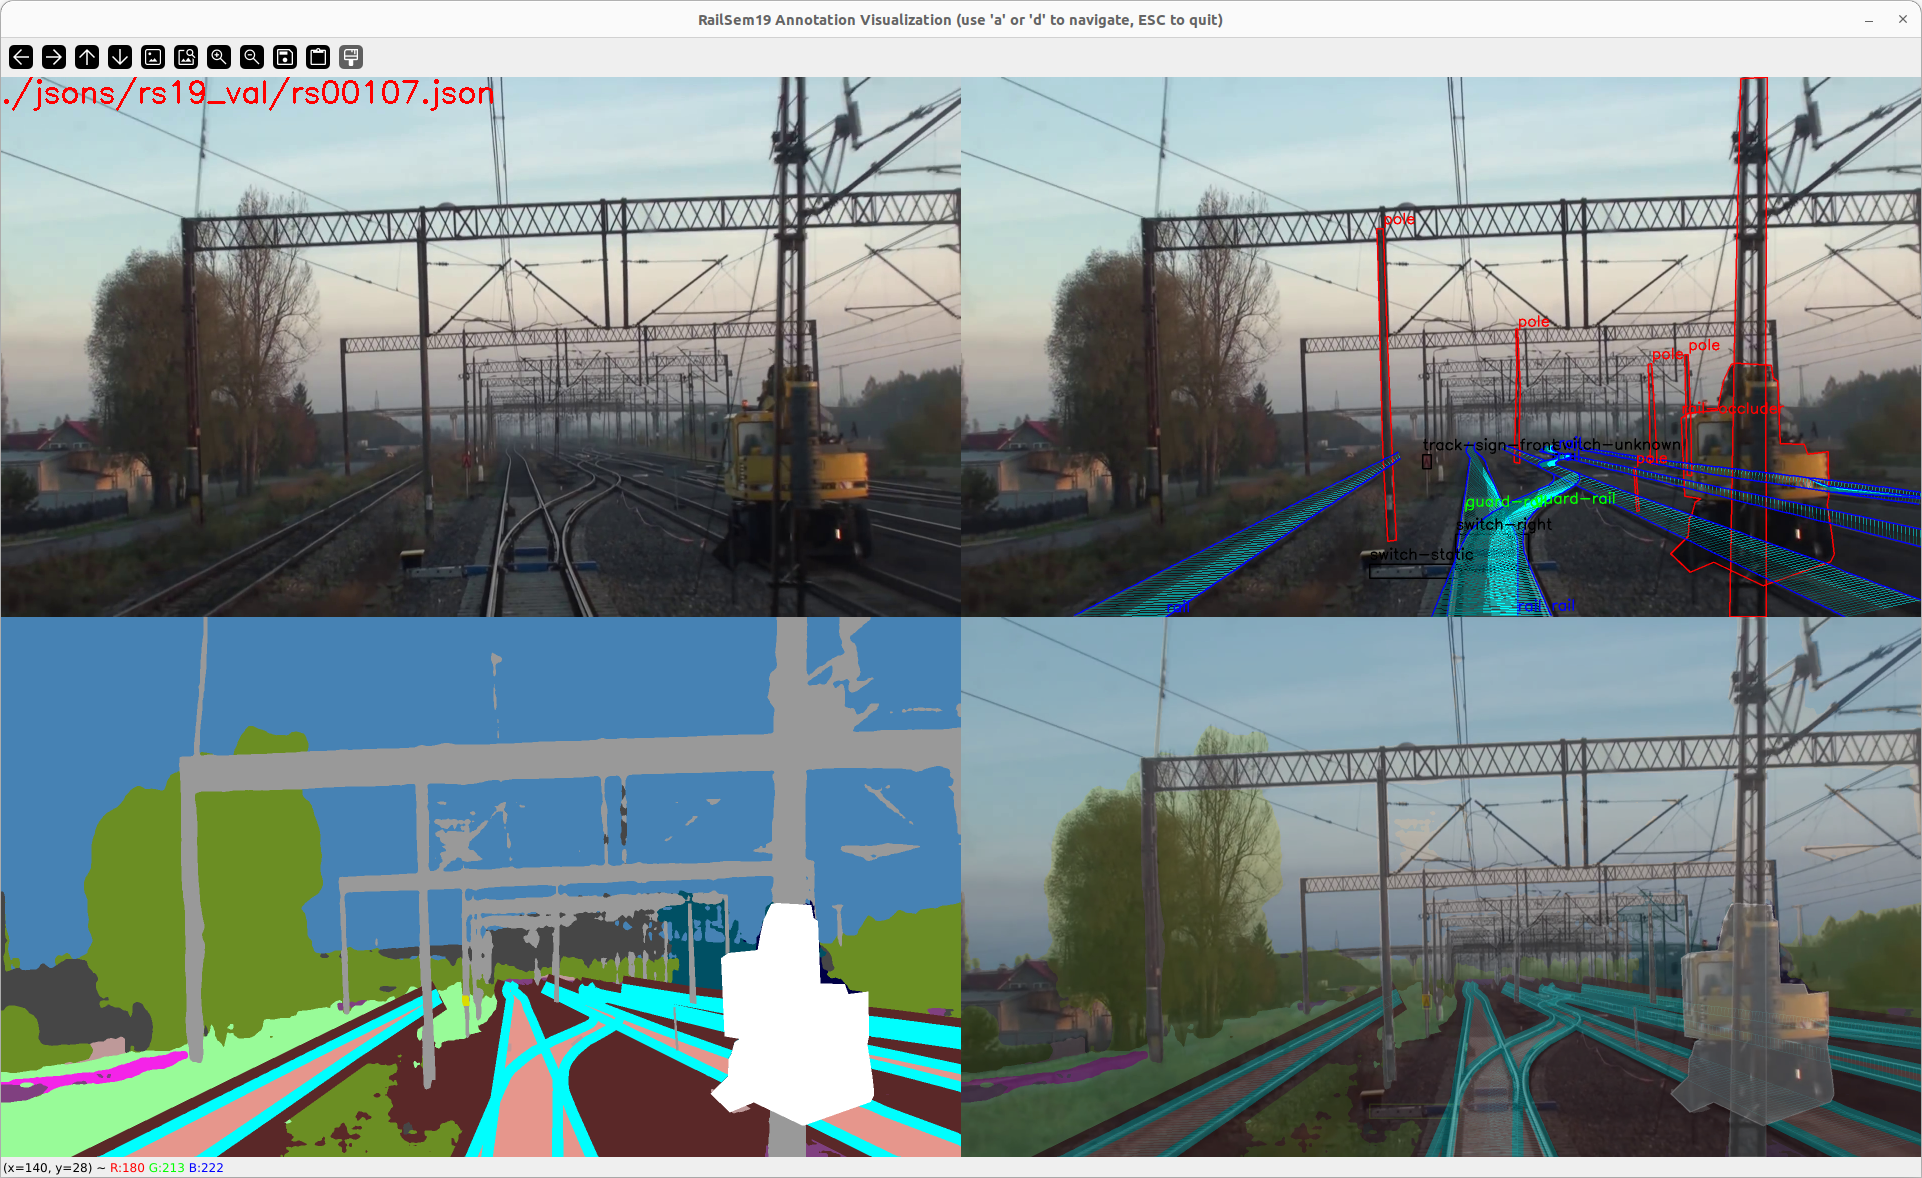 RailSem19 Annotation Visualization (use 'a' or 'd' to navigate, ESC to quit)
./jsons/rs19_val/rs00107.json
pole
pole
pole
pole
rail-occluder
track-sign-front
rail
switch-unknown
rail
pole
guard-rail
guard-rail
switch-right
switch-static
rail
rail
rail
(x=140, y=28) ~ R:180 G:213 B:222